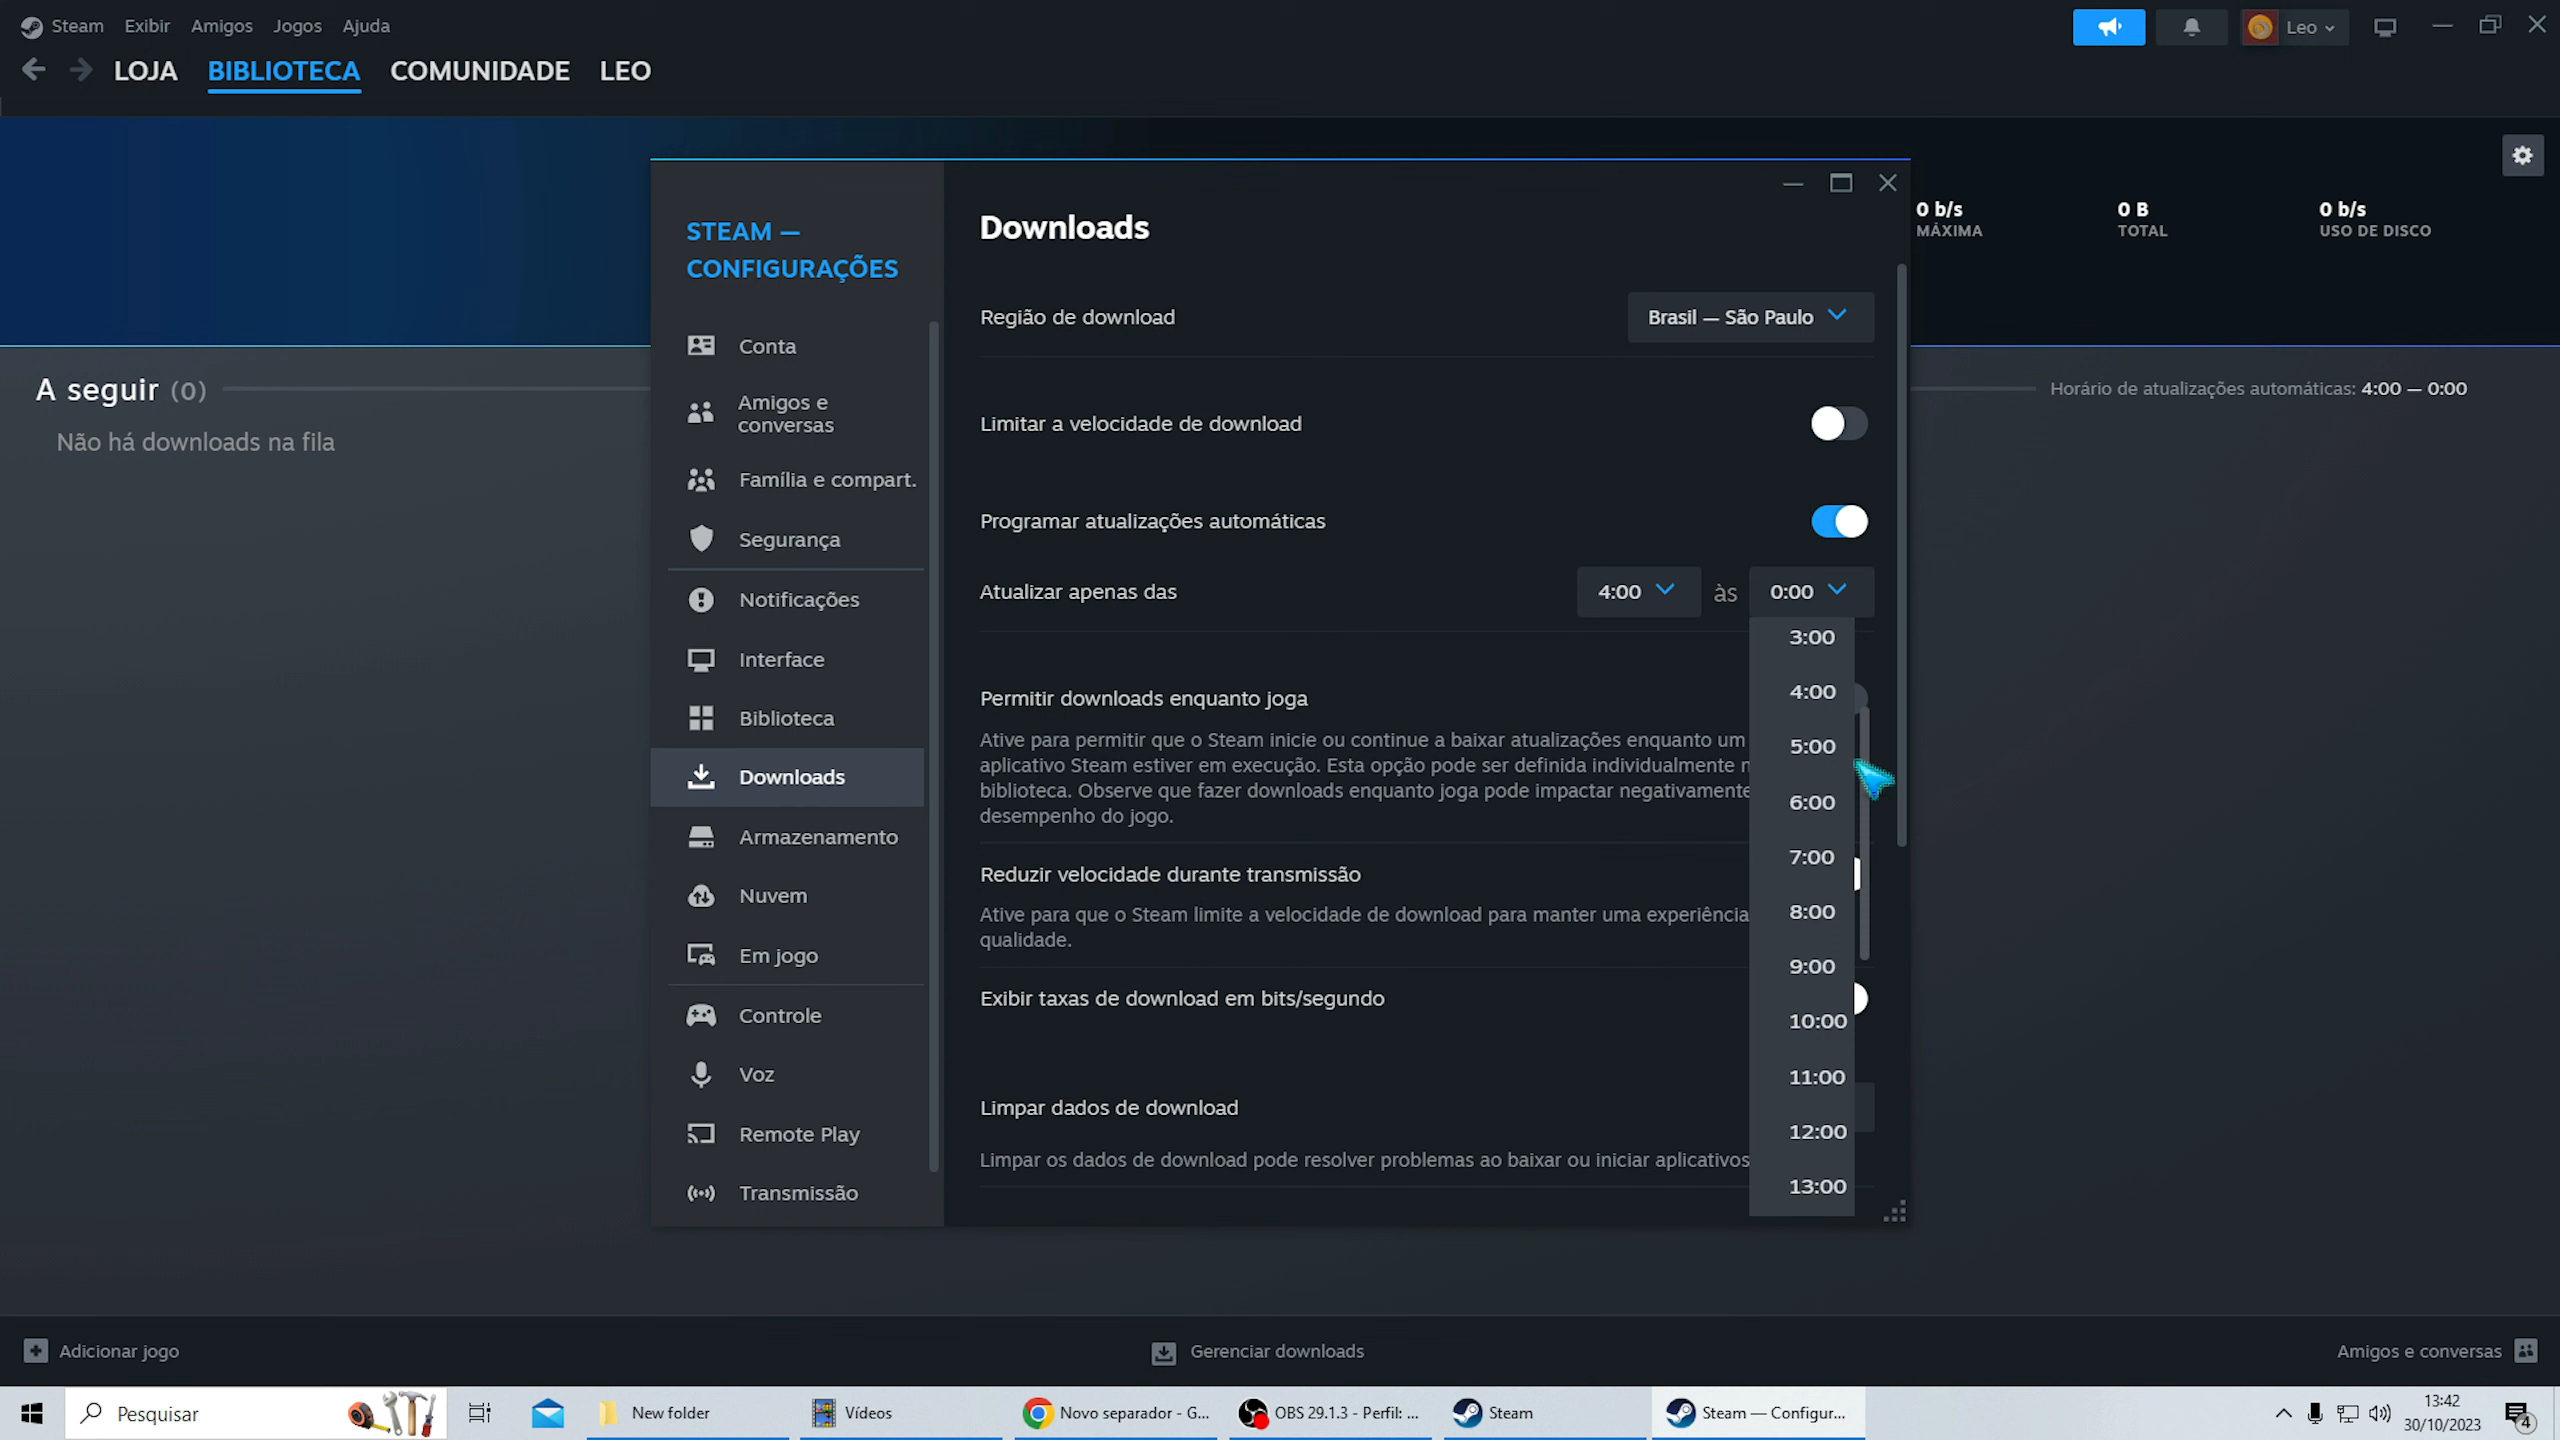 Steam Exibir Amigos Jogos Ajuda
Leo
LOJA BIBLIOTECA COMUNIDADE LEO
0 b/s
MÁXIMA
0 B
TOTAL
0 b/s
USO DE DISCO
A seguir (0)
Horário de atualizações automáticas: 4:00 — 0:00
Não há downloads na fila
STEAM —
CONFIGURAÇÕES
Conta
Amigos e
conversas
Família e compart.
Segurança
Notificações
Interface
Biblioteca
Downloads
Armazenamento
Nuvem
Em jogo
Controle
Voz
Remote Play
Transmissão
Downloads
Região de download
Brasil — São Paulo
Limitar a velocidade de download
Programar atualizações automáticas
Atualizar apenas das
4:00 às 0:00
Permitir downloads enquanto joga
Ative para permitir que o Steam inicie ou continue a baixar atualizações enquanto um
aplicativo Steam estiver em execução. Esta opção pode ser definida individualmente
biblioteca. Observe que fazer downloads enquanto joga pode impactar negativamente
desempenho do jogo.
Reduzir velocidade durante transmissão
Ative para que o Steam limite a velocidade de download para manter uma experiência
qualidade.
Exibir taxas de download em bits/segundo
Limpar dados de download
Limpar os dados de download pode resolver problemas ao baixar ou iniciar aplicativos
3:00
4:00
5:00
6:00
7:00
8:00
9:00
10:00
11:00
12:00
13:00
Adicionar jogo
Gerenciar downloads
Amigos e conversas
Pesquisar
New folder
Vídeos
Novo separador - G...
OBS 29.1.3 - Perfil: ...
Steam
Steam — Configur...
13:42
30/10/2023
4